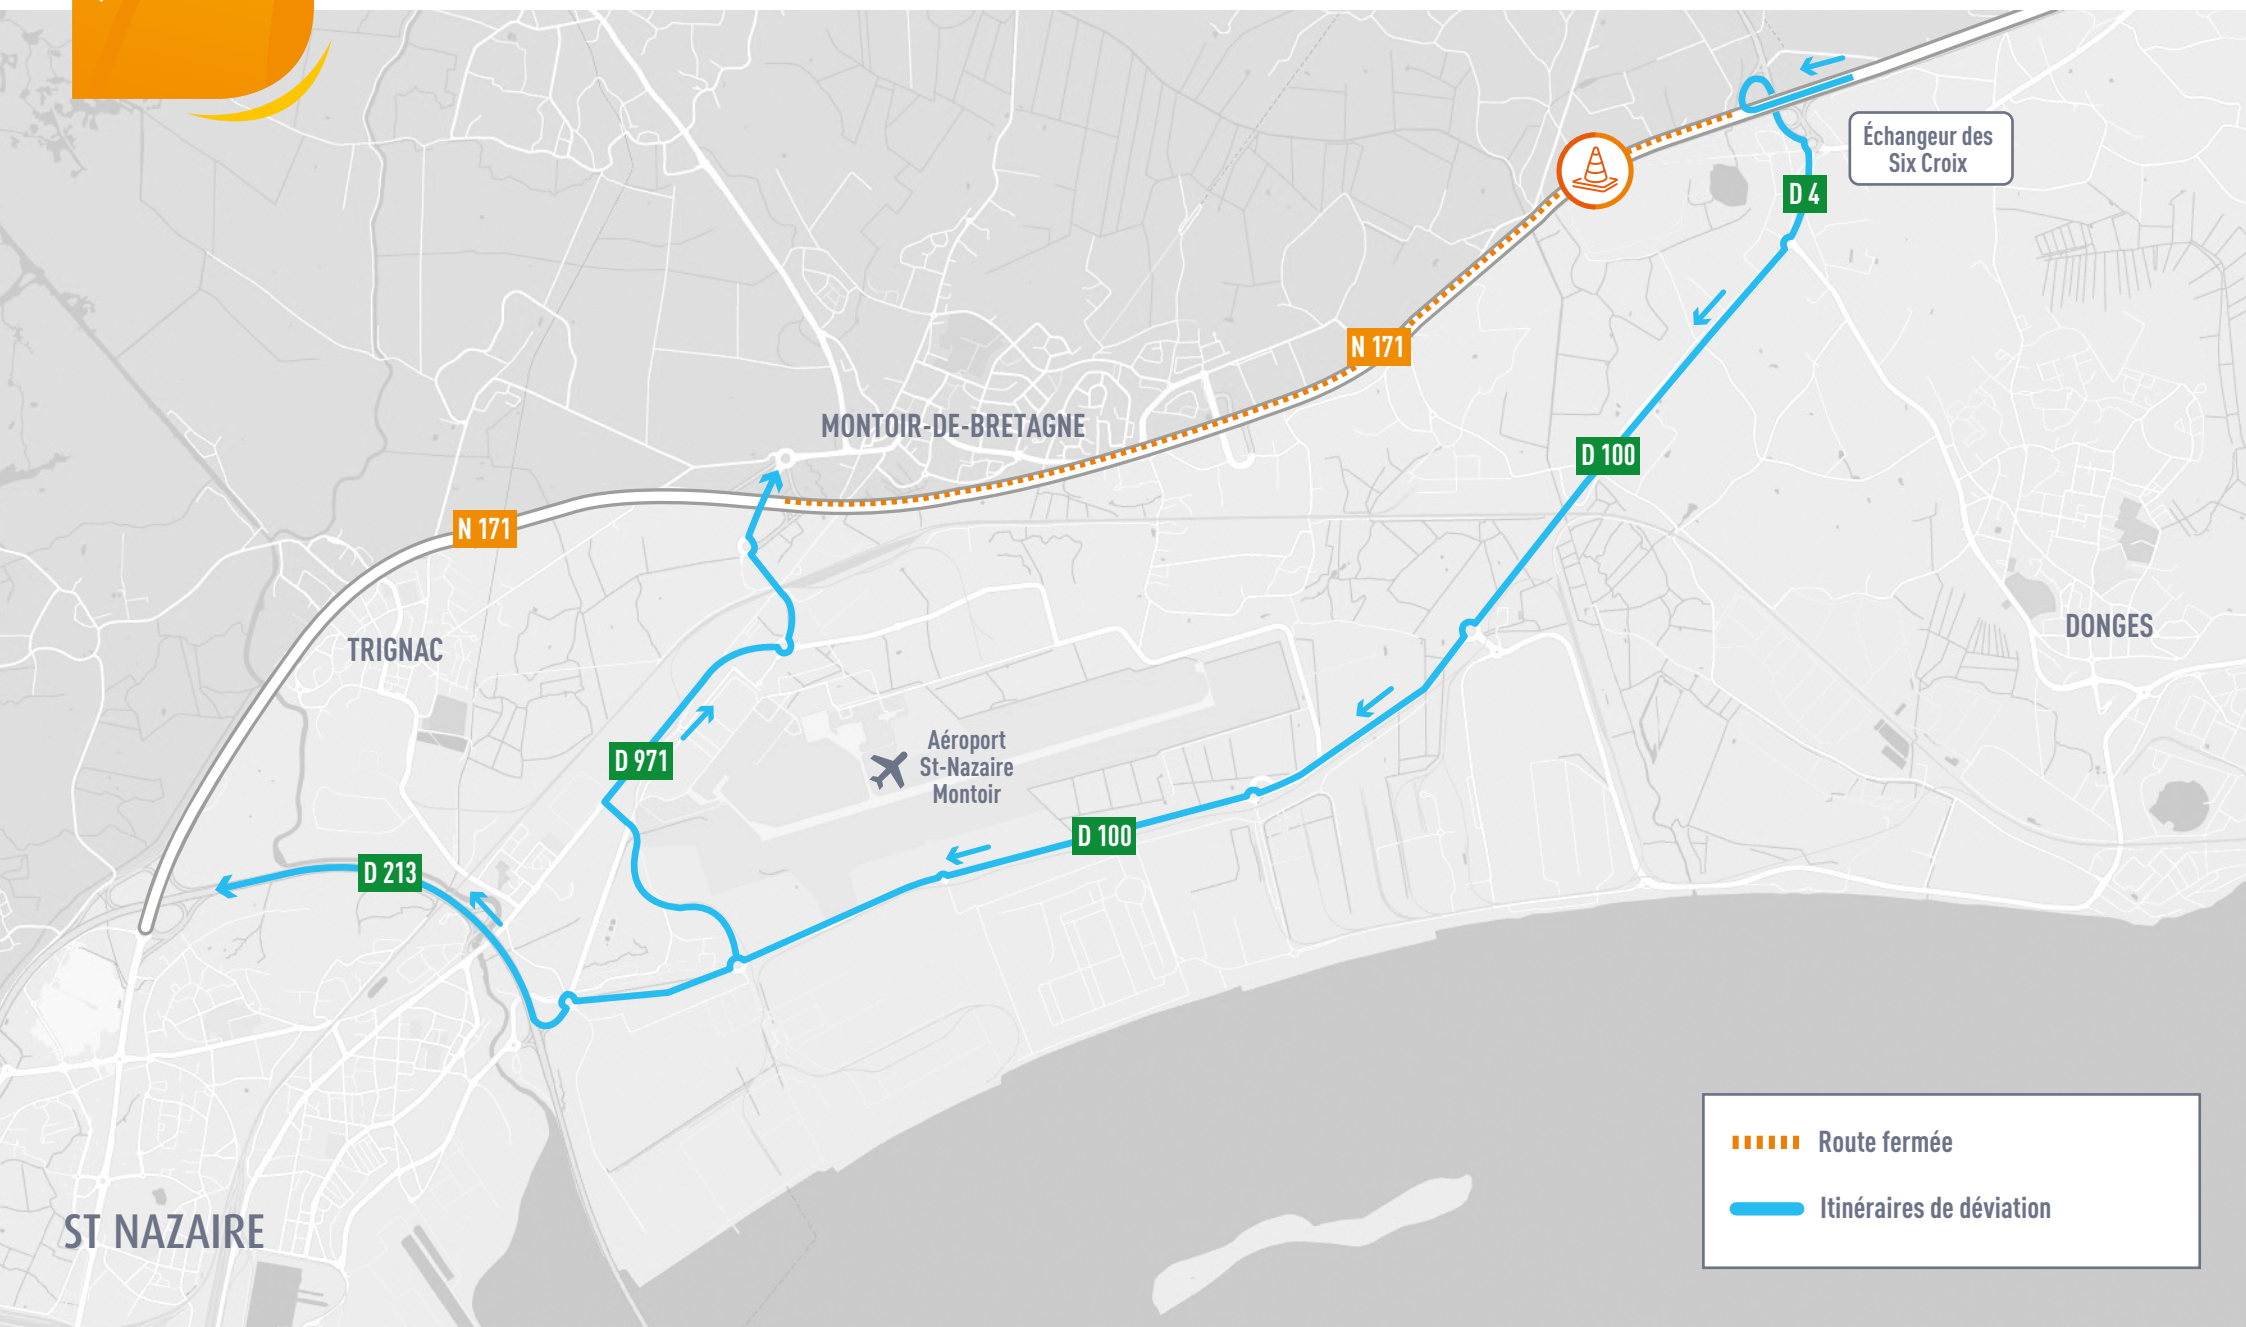 Échangeur des
Six Croix
D 4
N 171
MONTOIR-DE-BRETAGNE
D 100
N 171
TRIGNAC
DONGES
Aéroport
St-Nazaire
Montoir
D 971
D 100
D 213
Route fermée
Itinéraires de déviation
ST NAZAIRE